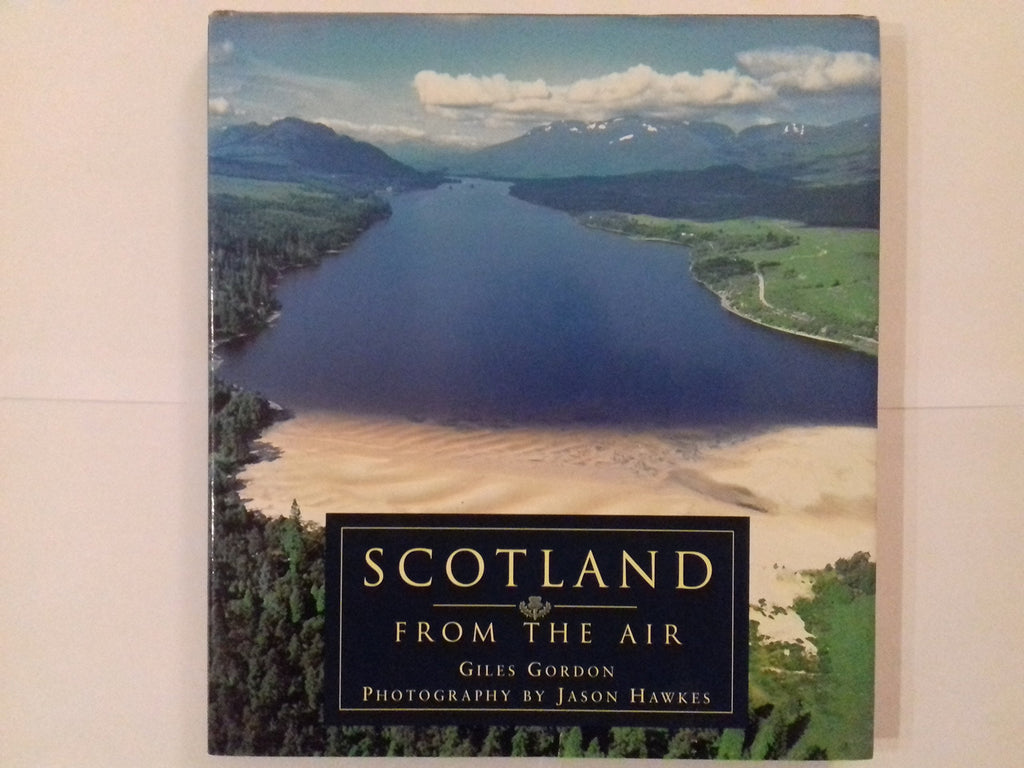 SCOTLAND
FROM THE AIR
GILES GORDON
PHOTOGRAPHY BY JASON HAWKES